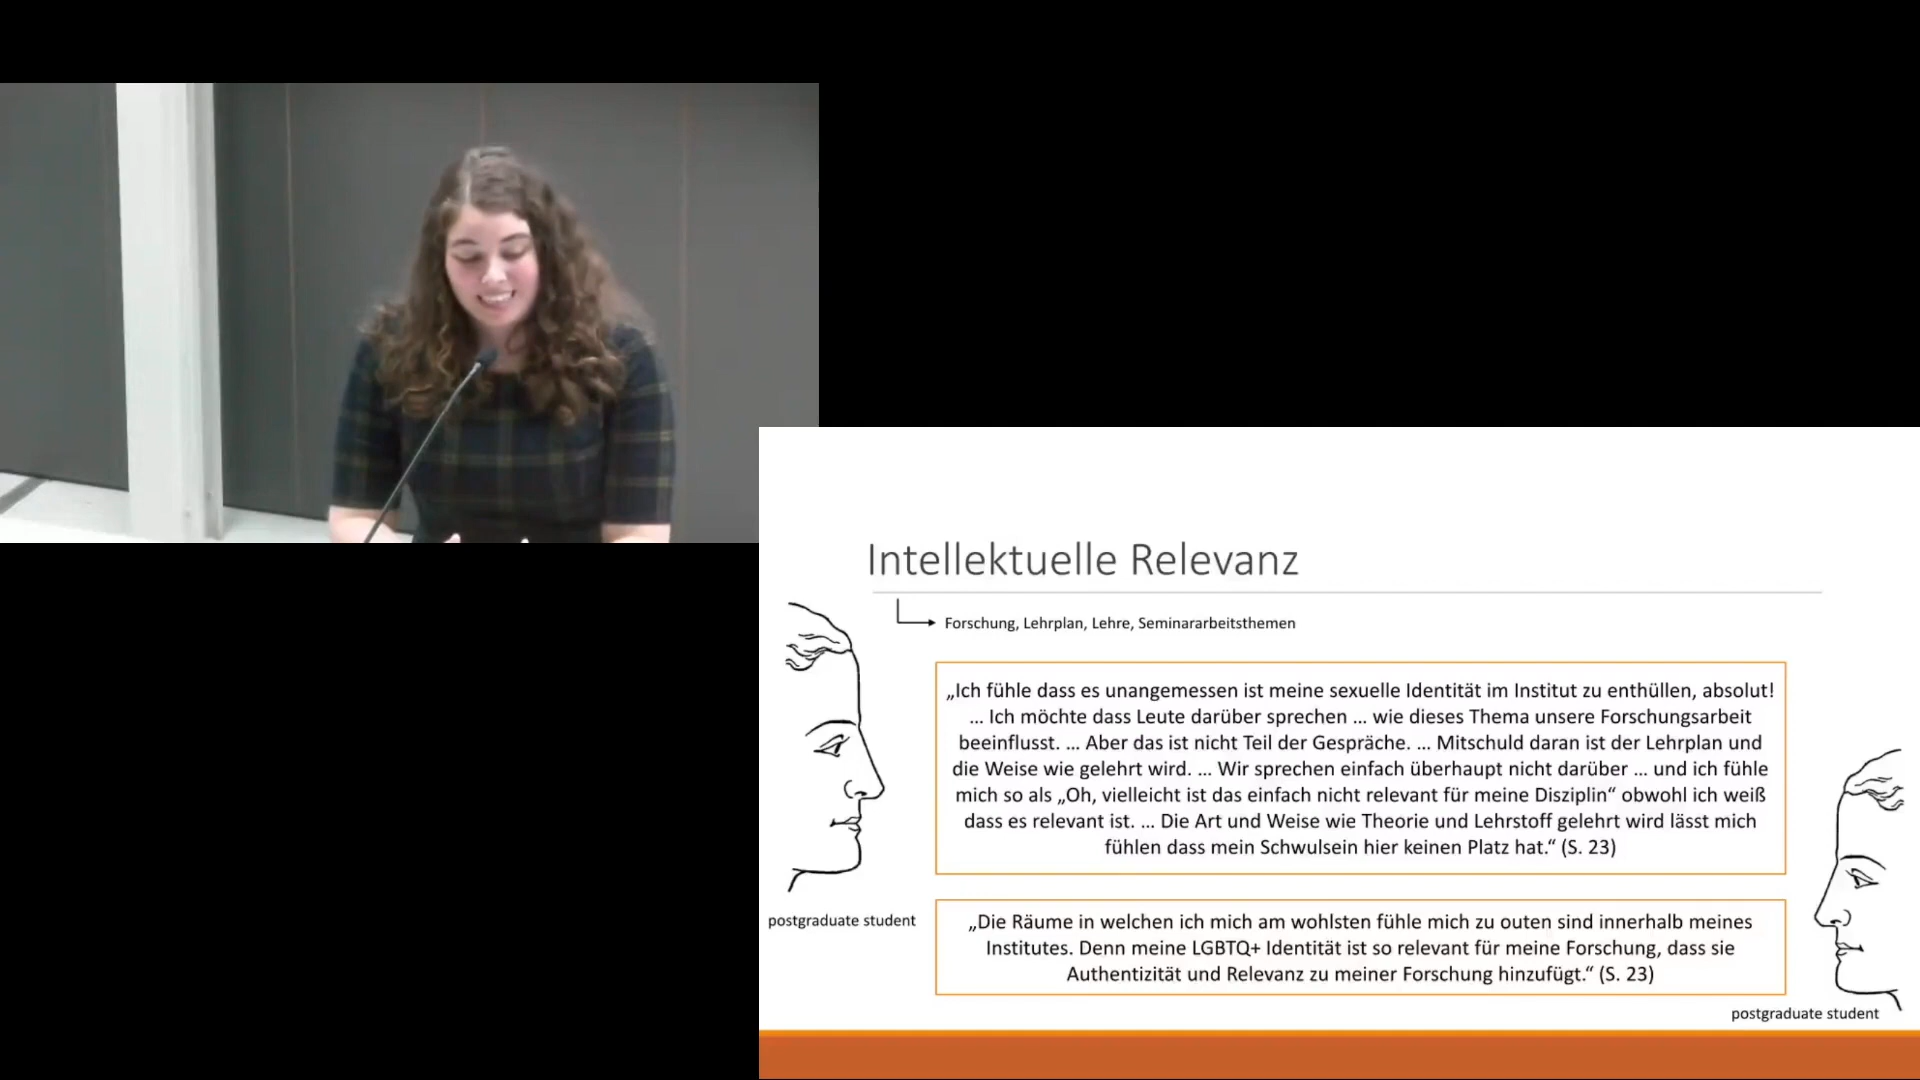 Intellektuelle Relevanz
Forschung, Lehrplan, Lehre, Seminararbeitsthemen
„Ich fühle dass es unangemessen ist meine sexuelle Identität im Institut zu enthüllen, absolut!
... Ich möchte dass Leute darüber sprechen ... wie dieses Thema unsere Forschungsarbeit
beeinflusst. ... Aber das ist nicht Teil der Gespräche. ... Mitschuld daran ist der Lehrplan und
die Weise wie gelehrt wird. ... Wir sprechen einfach überhaupt nicht darüber ... und ich fühle
mich so als „Oh, vielleicht ist das einfach nicht relevant für meine Disziplin“ obwohl ich weiß
dass es relevant ist. ... Die Art und Weise wie Theorie und Lehrstoff gelehrt wird lässt mich
fühlen dass mein Schwulsein hier keinen Platz hat.“ (S. 23)
postgraduate student
„Die Räume in welchen ich mich am wohlsten fühle mich zu outen sind innerhalb meines
Institutes. Denn meine LGBTQ+ Identität ist so relevant für meine Forschung, dass sie
Authentizität und Relevanz zu meiner Forschung hinzufügt.“ (S. 23)
postgraduate student